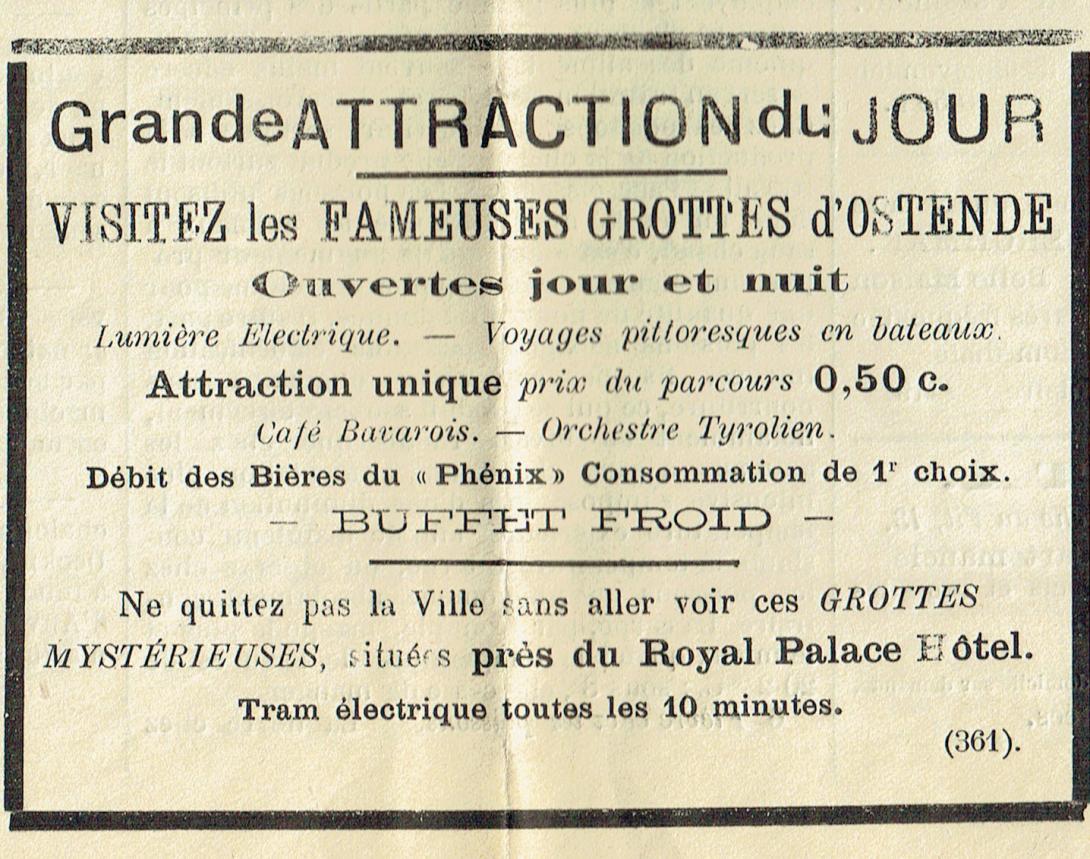 Grande ATTRACTION du JOUR
VISITEZ les FAMEUSES GROTTES d'OSTENDE
Ouvertes jour et nuit
Lumière Electrique. — Voyages pittoresques en bateaux.
Attraction unique prix du parcours 0,50 c.
Café Bavarois. — Orchestre Tyrolien.
Débit des Bières du « Phénix » Consommation de 1r choix.
— BUFFET FROID —
Ne quittez pas la Ville sans aller voir ces GROTTES
MYSTÉRIEUSES, situées près du Royal Palace Hôtel.
Tram électrique toutes les 10 minutes.
(361).